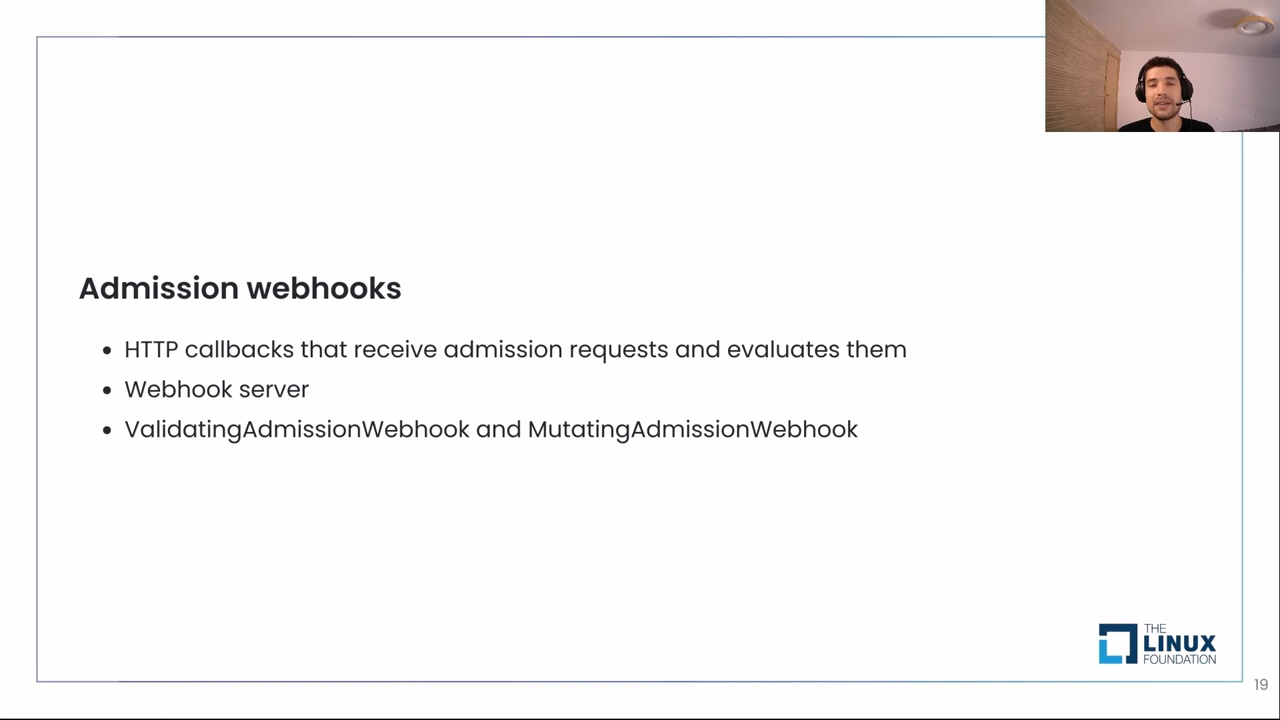 Admission webhooks
• HTTP callbacks that receive admission requests and evaluates them
• Webhook server
• ValidatingAdmissionWebhook and MutatingAdmissionWebhook
THE
LINUX
FOUNDATION
19